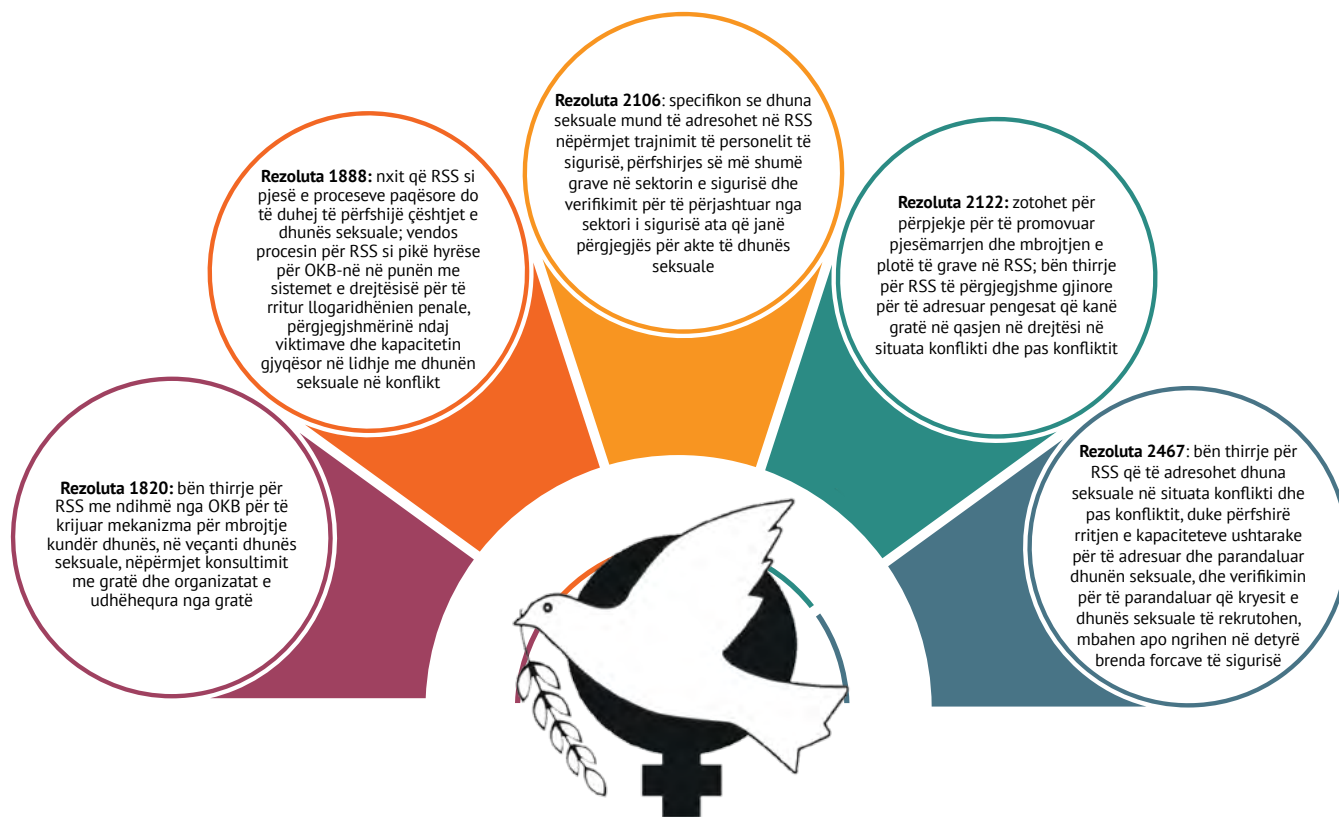 Rezoluta 1820: bën thirrje për
RSS me ndihmë nga OKB për të
krijuar mekanizma për mbrojtje
kundër dhunës, në veçanti dhunës
seksuale, nëpërmjet konsultimit
me gratë dhe organizatat e
udhëhequra nga gratë
Rezoluta 1888: nxit që RSS si
pjesë e proceseve paqësore do
të duhej të përfshijë çështjet e
dhunës seksuale; vendos
procesin për RSS si pikë hyrëse
për OKB-në në punën me
sistemet e drejtësisë për të
rritur llogaridhënien penale,
përgjegjshmërinë ndaj
viktimave dhe kapacitetin
gjyqësor në lidhje me dhunën
seksuale në konflikt
Rezoluta 2106: specifikon se dhuna
seksuale mund të adresohet në RSS
nëpërmjet trajnimit të personelit të
sigurisë, përfshirjes së më shumë
grave në sektorin e sigurisë dhe
verifikimit për të përjashtuar nga
sektori i sigurisë ata që janë
përgjegjës për akte të dhunës
seksuale
Rezoluta 2122: zotohet për
përpjekje për të promovuar
pjesëmarrjen dhe mbrojtjen e
plotë të grave në RSS; bën thirrje
për RSS të përgjegjshme gjinore
për të adresuar pengesat që kanë
gratë në qasjen në drejtësi në
situata konflikti dhe pas konfliktit
Rezoluta 2467: bën thirrje për
RSS që të adresohet dhuna
seksuale në situata konflikti dhe
pas konfliktit, duke përfshirë
rritjen e kapaciteteve ushtarake
për të adresuar dhe parandaluar
dhunën seksuale, dhe verifikimin
për të parandaluar që kryesit e
dhunës seksuale të rekrutohen,
mbahen apo ngrihen në detyrë
brenda forcave të sigurisë